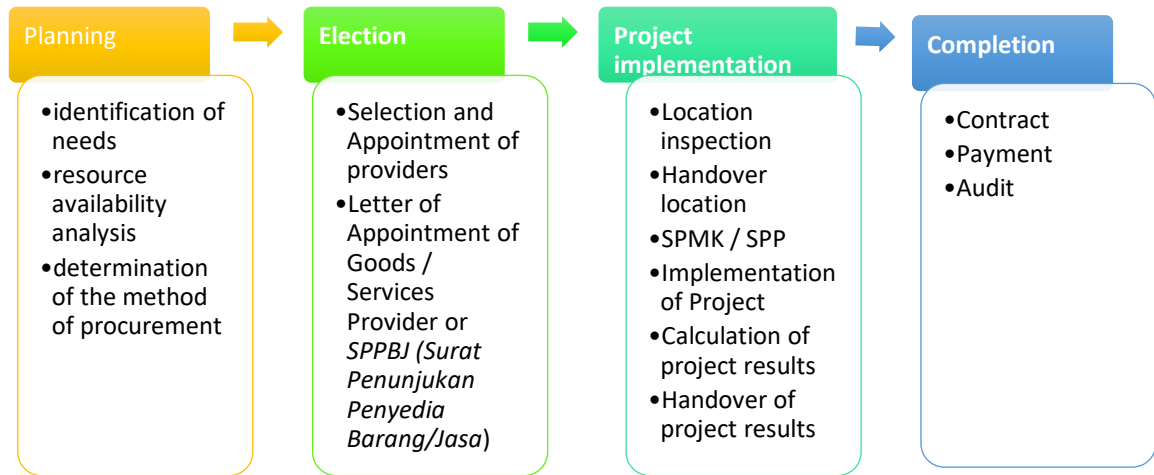 Planning
•identification of
needs
•resource
availability
analysis
•determination
of the method
of procurement
Election
•Selection and
Appointment of
providers
•Letter of
Appointment of
Goods /
Services
Provider or
SPPBJ (Surat
Penunjukan
Penyedia
Barang/Jasa)
Project
implementation
•Location
inspection
•Handover
location
•SPMK / SPP
•Implementation
of Project
•Calculation of
project results
•Handover of
project results
Completion
•Contract
•Payment
•Audit